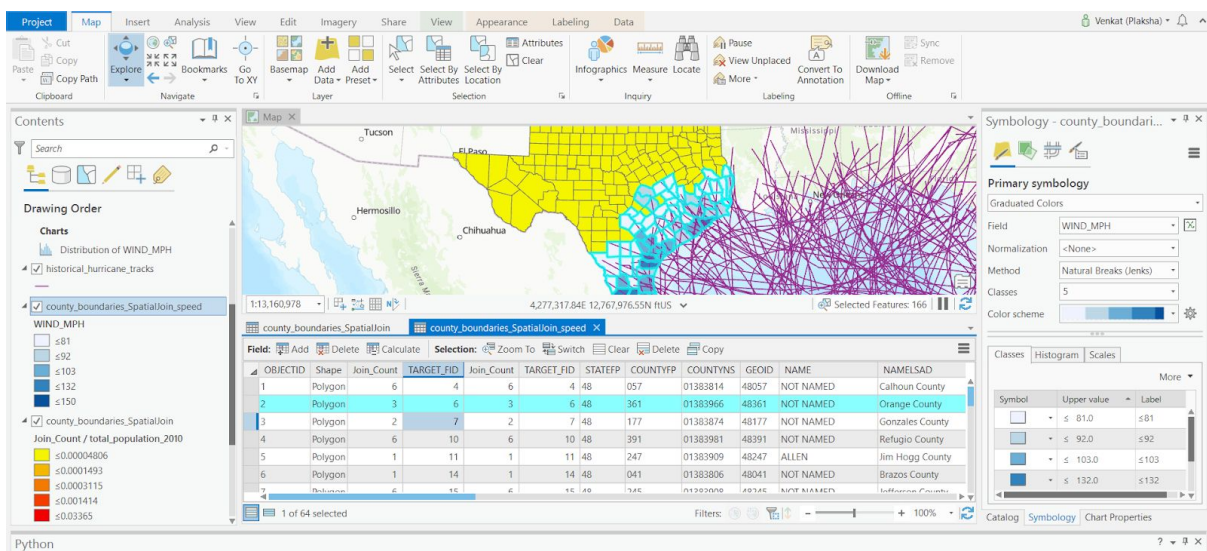 Project Map Insert Analysis View Edit Imagery Share View Appearance Labeling Data Venkat (Plaksha)
Cut
Copy
Paste
Copy Path
Explore
Bookmarks
Go To XY
Basemap
Add Data
Add Preset
Select
Select By Attributes
Select By Location
Attributes
Clear
Infographics
Measure
Locate
Pause
View Unplaced
More
Convert To Annotation
Download Map
Sync
Remove
Clipboard Navigate Layer Selection Inquiry Labeling Offline
Contents
Search
Drawing Order
Charts
Distribution of WIND_MPH
historical_hurricane_tracks
county_boundaries_SpatialJoin_speed
WIND_MPH
≤81
≤92
≤103
≤132
≤150
county_boundaries_SpatialJoin
Join_Count / total_population_2010
≤0.00004806
≤0.0001493
≤0.0003115
≤0.001414
≤0.03365
Map
Tucson
El Paso
Hermosillo
Chihuahua
Mississippi
1:13,160,978
4,277,317.84E 12,767,976.55N ftUS
Selected Features: 166
county_boundaries_SpatialJoin county_boundaries_SpatialJoin_speed
Field: Add Delete Calculate Selection: Zoom To Switch Clear Delete Copy
OBJECTID Shape Join_Count TARGET_FID Join_Count TARGET_FID STATEFP COUNTYFP COUNTYNS GEOID NAME NAMELSAD
1 Polygon 6 4 6 4 48 057 01383814 48057 NOT NAMED Calhoun County
2 Polygon 3 6 3 6 48 361 01383966 48361 NOT NAMED Orange County
3 Polygon 2 7 2 7 48 177 01383874 48177 NOT NAMED Gonzales County
4 Polygon 6 10 6 10 48 391 01383981 48391 NOT NAMED Refugio County
5 Polygon 1 11 1 11 48 247 01383909 48247 ALLEN Jim Hogg County
6 Polygon 1 14 1 14 48 041 01383806 48041 NOT NAMED Brazos County
7 Polygon 6 15 6 15 48 245 01383908 48245 NOT NAMED Jefferson County
1 of 64 selected
Filters:
100%
Symbology - county_boundari...
Primary symbology
Graduated Colors
Field WIND_MPH
Normalization <None>
Method Natural Breaks (Jenks)
Classes 5
Color scheme
Classes Histogram Scales
More
Symbol Upper value Label
≤ 81.0 ≤81
≤ 92.0 ≤92
≤ 103.0 ≤103
≤ 132.0 ≤132
Catalog Symbology Chart Properties
Python